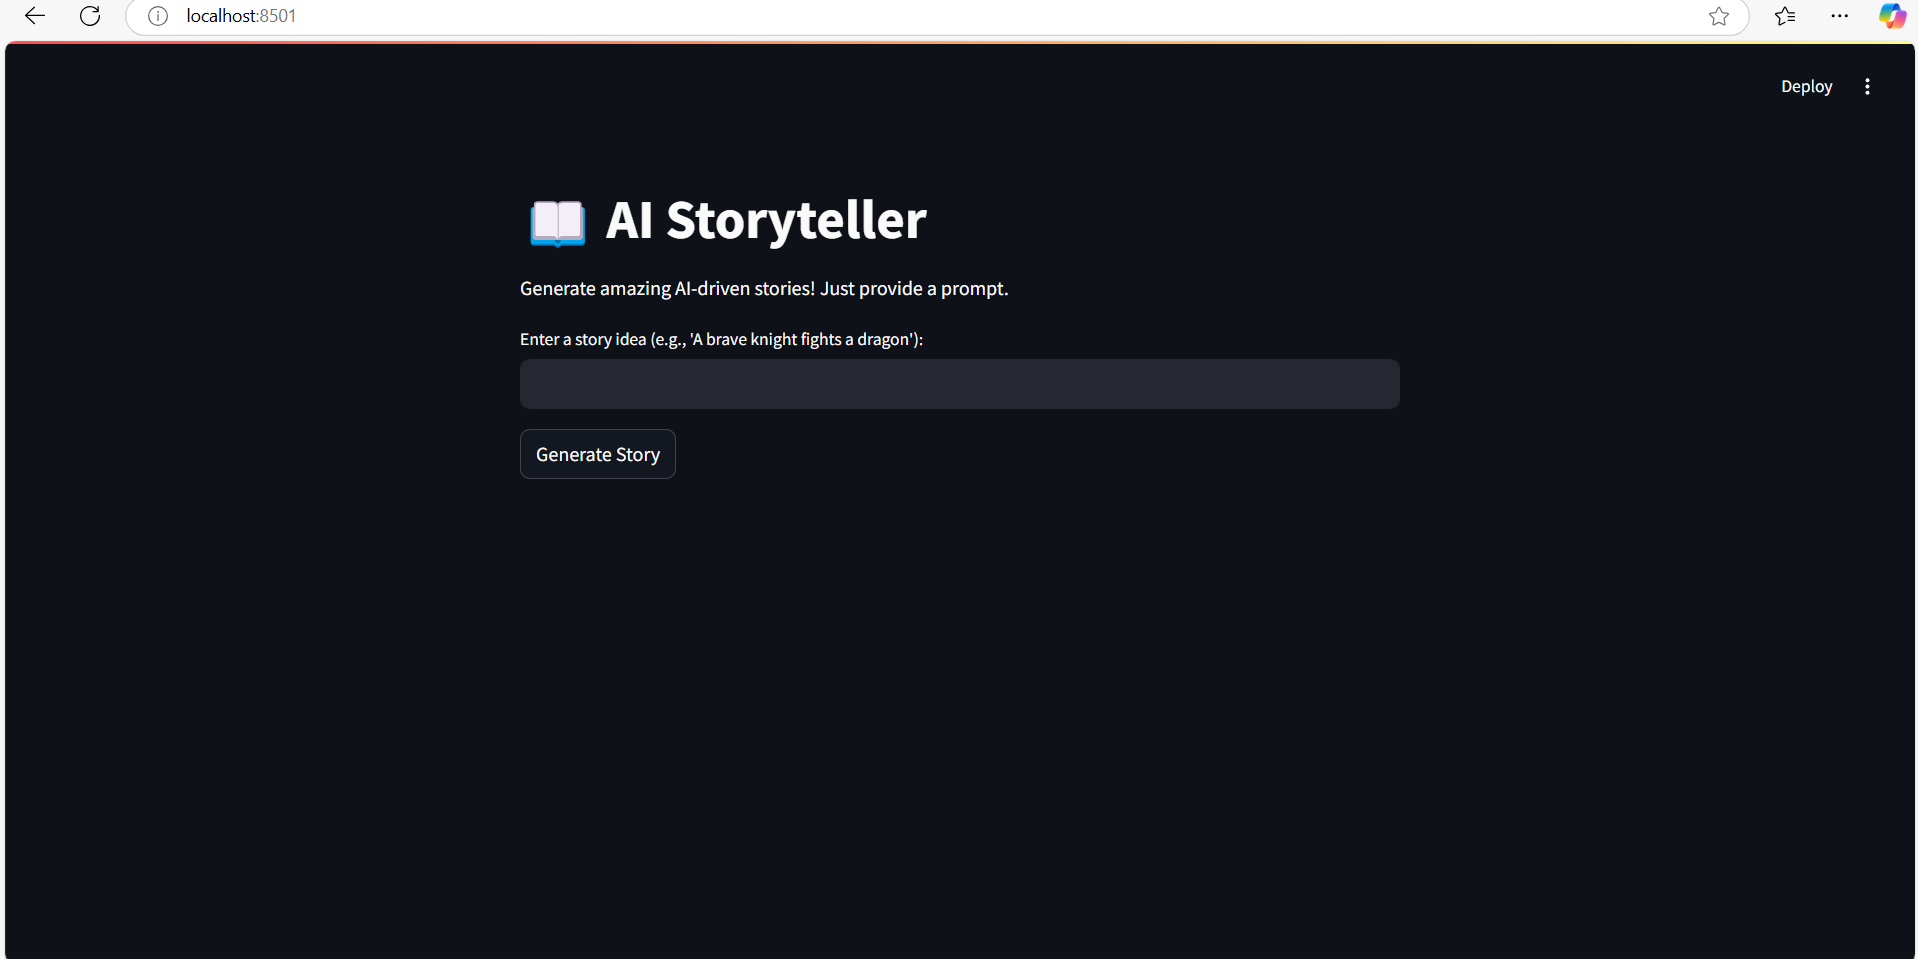 localhost:8501
Deploy
AI Storyteller
Generate amazing AI-driven stories! Just provide a prompt.
Enter a story idea (e.g., 'A brave knight fights a dragon'):
Generate Story